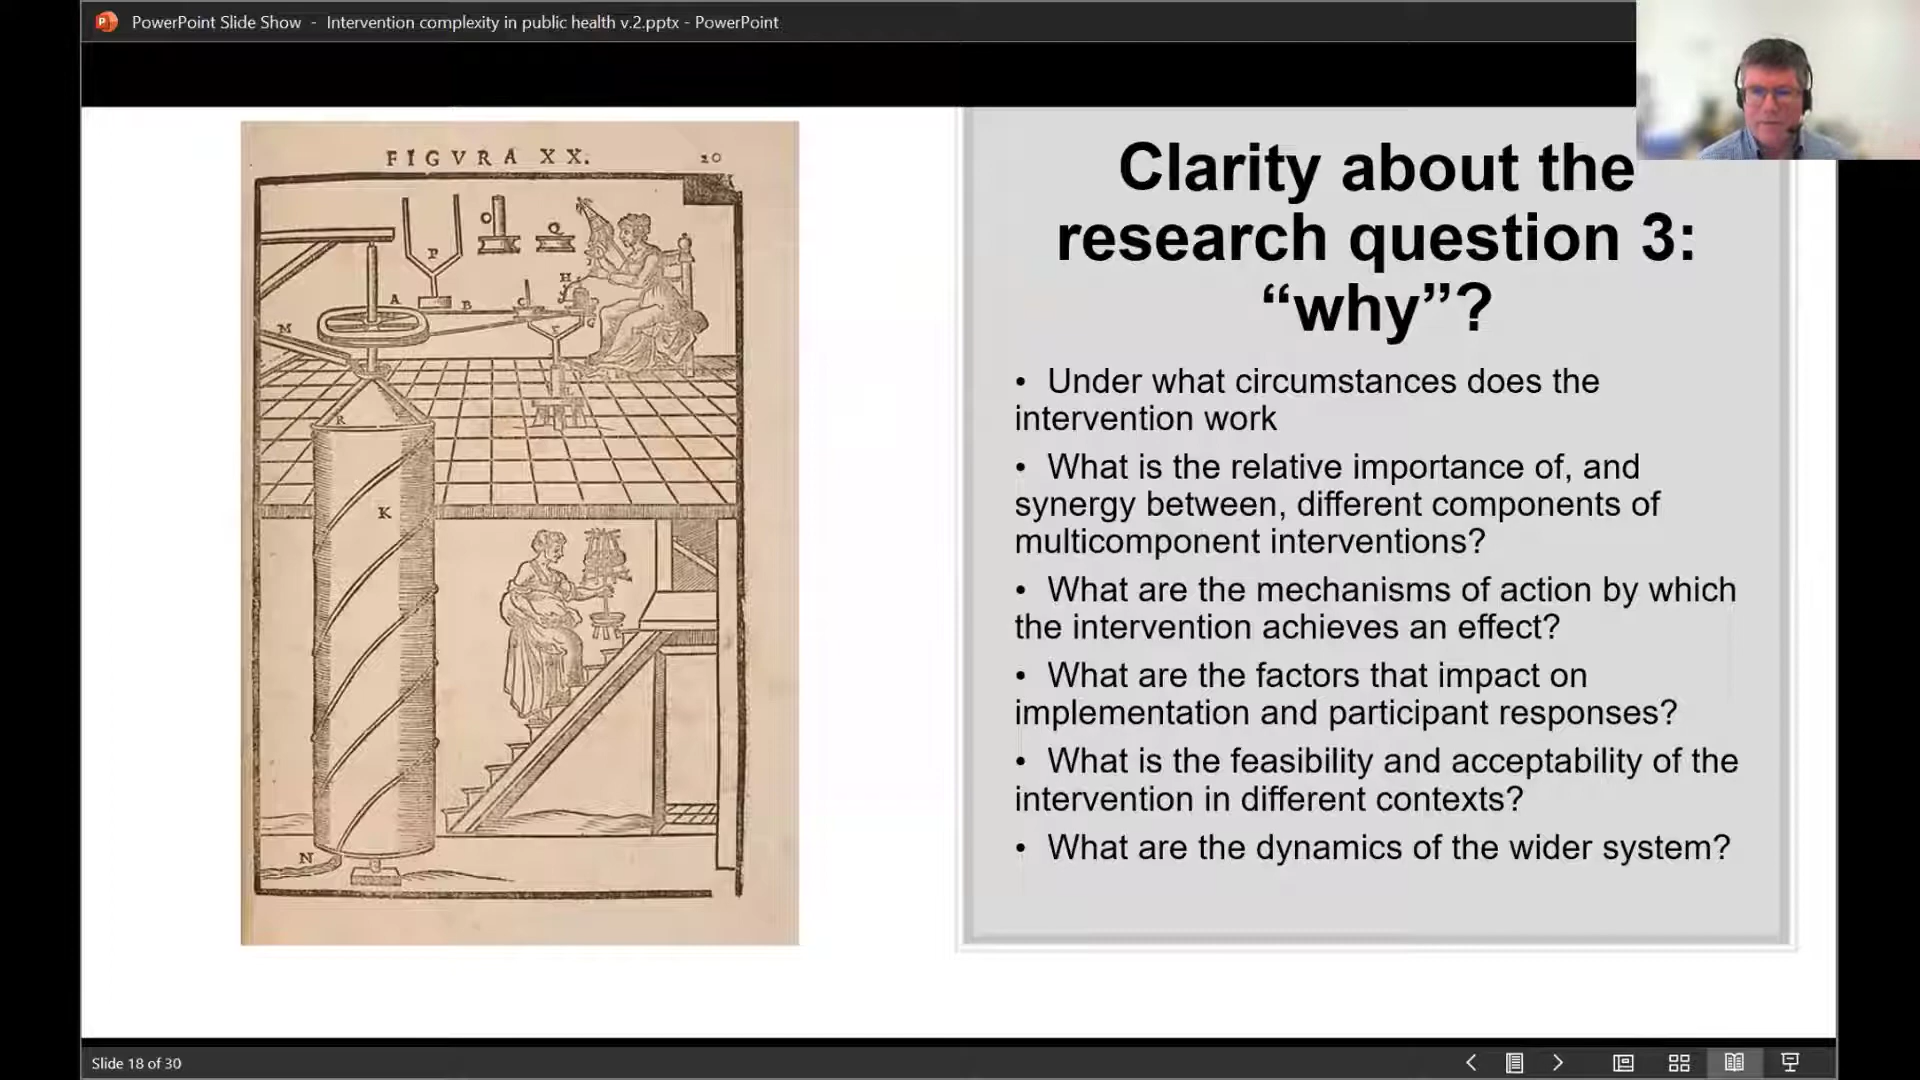 PowerPoint Slide Show - Intervention complexity in public health v.2.pptx - PowerPoint
FIGVRA XX. 20
P
O
Q
H
A
B
C
G
F
M
R
K
N
Clarity about the
research question 3:
“why”?
• Under what circumstances does the
intervention work
• What is the relative importance of, and
synergy between, different components of
multicomponent interventions?
• What are the mechanisms of action by which
the intervention achieves an effect?
• What are the factors that impact on
implementation and participant responses?
• What is the feasibility and acceptability of the
intervention in different contexts?
• What are the dynamics of the wider system?
Slide 18 of 30